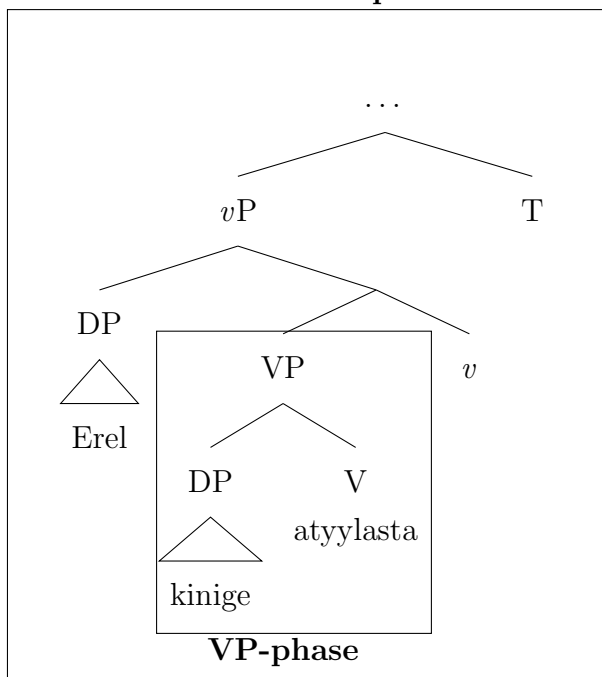 . . .
vP T
DP
VP v
Erel
DP V
atyylasta
kinige
VP-phase